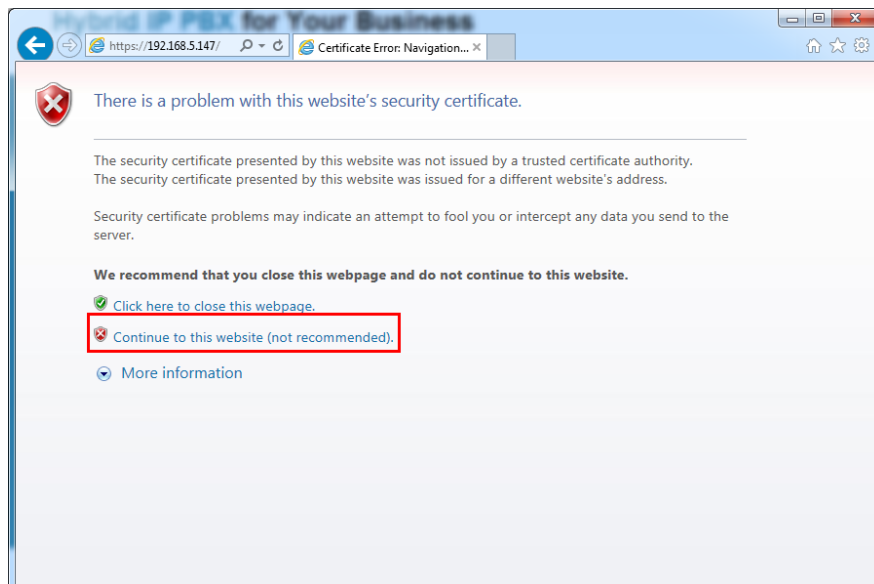 Hybrid IP PBX for Your Business
https://192.168.5.147/
Certificate Error: Navigation...
There is a problem with this website's security certificate.
The security certificate presented by this website was not issued by a trusted certificate authority.
The security certificate presented by this website was issued for a different website's address.
Security certificate problems may indicate an attempt to fool you or intercept any data you send to the
server.
We recommend that you close this webpage and do not continue to this website.
Click here to close this webpage.
Continue to this website (not recommended).
More information